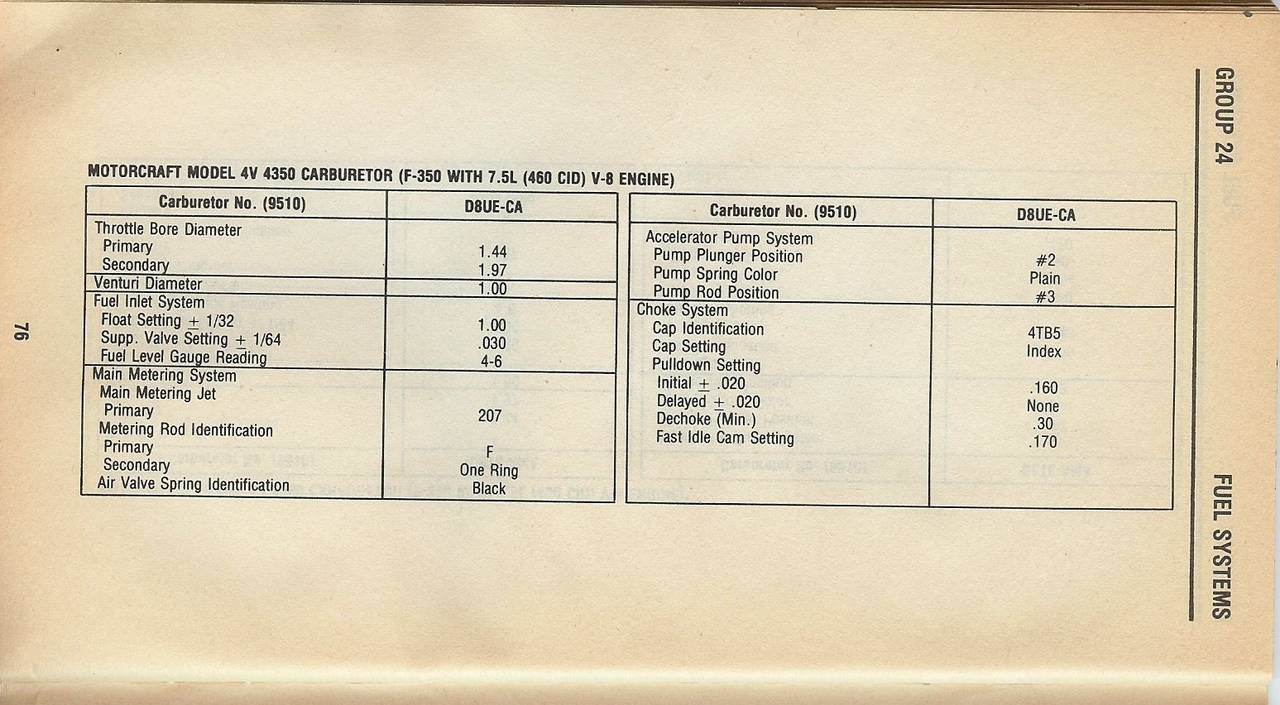 GROUP 24
FUEL SYSTEMS
MOTORCRAFT MODEL 4V 4350 CARBURETOR (F-350 WITH 7.5L (460 CID) V-8 ENGINE)
Carburetor No. (9510) D8UE-CA
Throttle Bore Diameter
Primary 1.44
Secondary 1.97
Venturi Diameter 1.00
Fuel Inlet System
Float Setting ± 1/32 1.00
Supp. Valve Setting ± 1/64 .030
Fuel Level Gauge Reading 4-6
Main Metering System
Main Metering Jet
Primary 207
Metering Rod Identification
Primary F
Secondary One Ring
Air Valve Spring Identification Black
Carburetor No. (9510) D8UE-CA
Accelerator Pump System
Pump Plunger Position #2
Pump Spring Color Plain
Pump Rod Position #3
Choke System
Cap Identification 4TB5
Cap Setting Index
Pulldown Setting
Initial ± .020 .160
Delayed ± .020 None
Dechoke (Min.) .30
Fast Idle Cam Setting .170
76